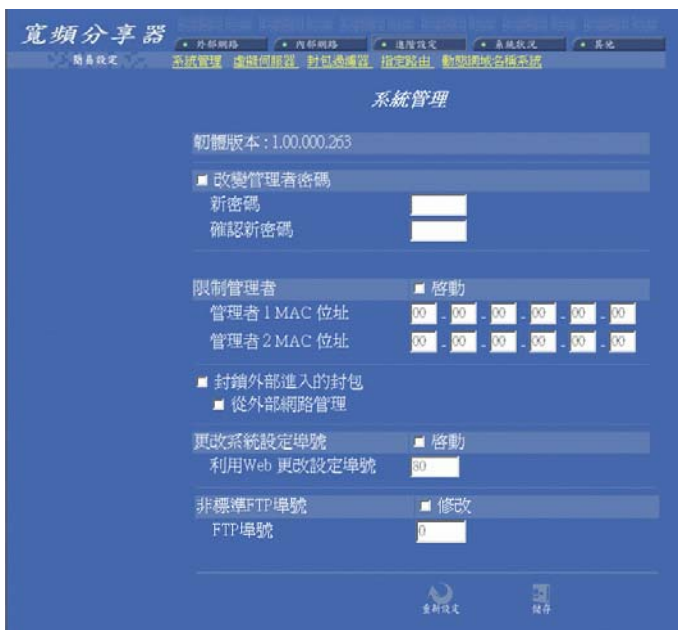 寬頻分享器
• 外部網路 • 內部網路 • 進階設定 • 系統狀況 • 其他
簡易設定 系統管理 虛擬伺服器 封包過濾器 指定路由 動態網域名稱系統
系統管理
韌體版本 : 1.00.000.263
改變管理者密碼
新密碼
確認新密碼
限制管理者 啓動
管理者 1 MAC 位址 00 - 00 - 00 - 00 - 00 - 00
管理者 2 MAC 位址 00 - 00 - 00 - 00 - 00 - 00
封鎖外部進入的封包
從外部網路管理
更改系統設定埠號 啓動
利用Web 更改設定埠號 80
非標準FTP埠號 修改
FTP埠號 0
重新設定 儲存